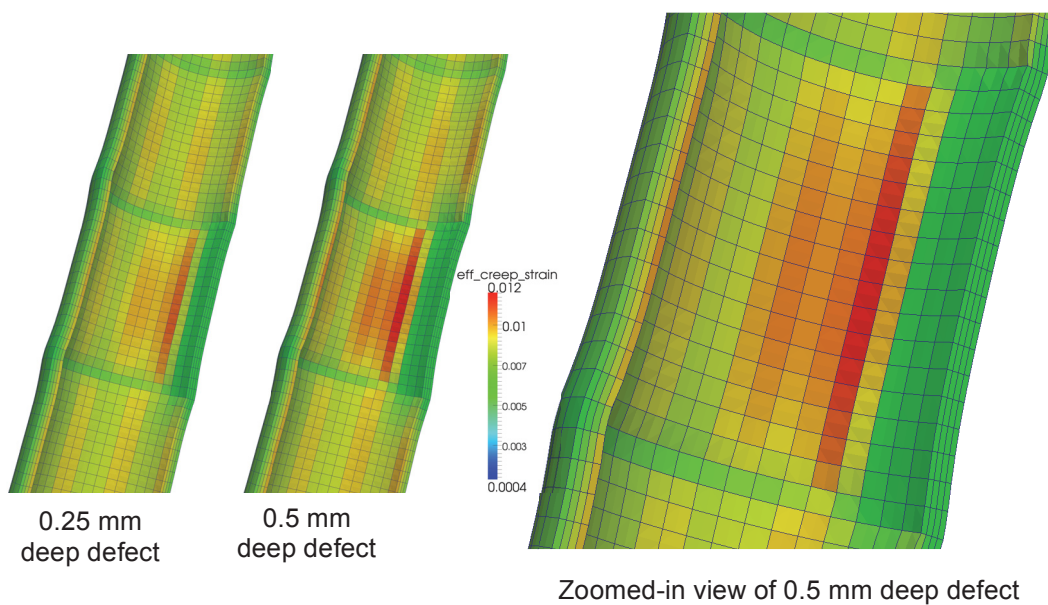 eff_creep_strain
0.012
0.01
0.007
0.005
0.003
0.0004
0.25 mm
deep defect
0.5 mm
deep defect
Zoomed-in view of 0.5 mm deep defect